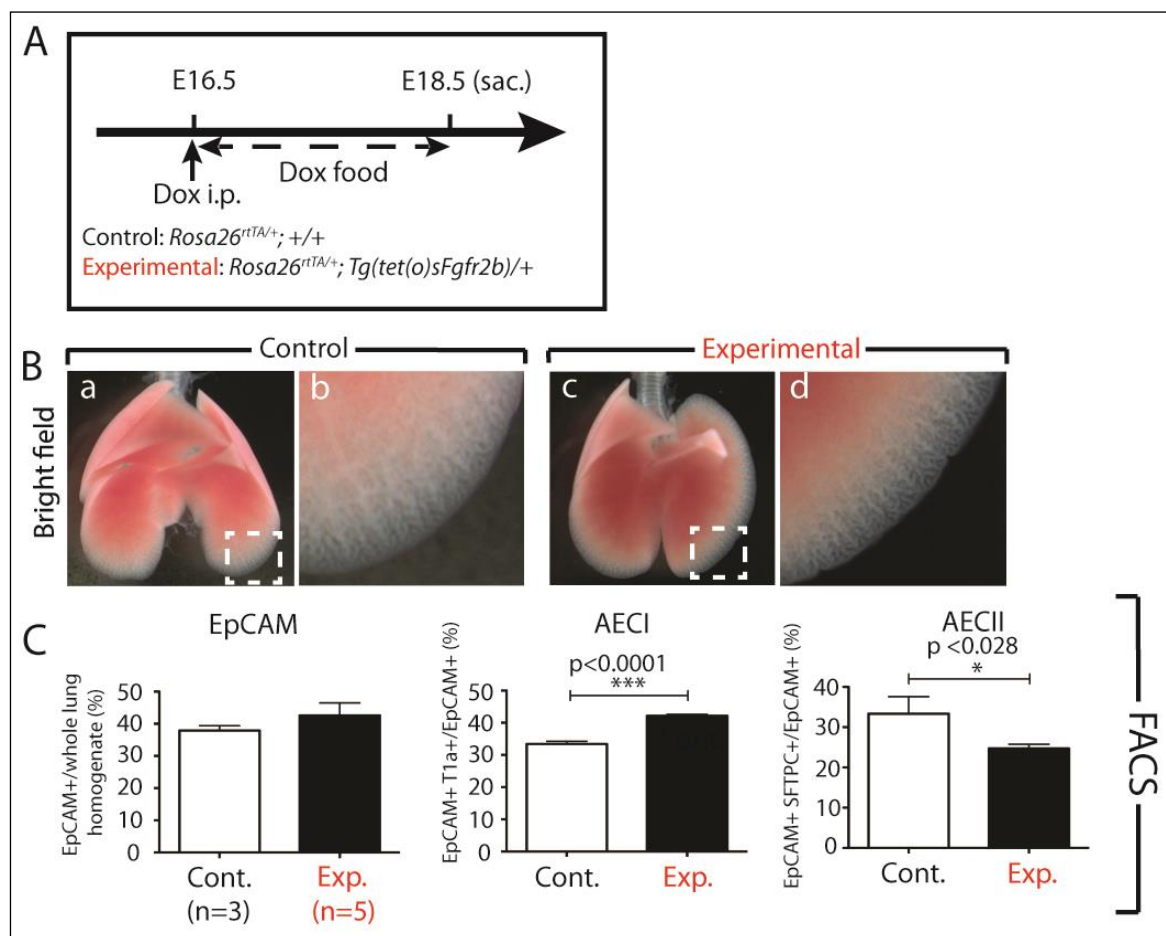 A
E16.5
E18.5 (sac.)
Dox food
Dox i.p.
Control: Rosa26rtTA/+; +/+
Experimental: Rosa26rtTA/+; Tg(tet(o)sFgfr2b)/+
B
Control
Experimental
Bright field
a
b
c
d
C
EpCAM
EpCAM+/whole lung
homogenate (%)
50
40
30
20
10
0
Cont.
(n=3)
Exp.
(n=5)
AECI
p<0.0001
***
EpCAM+ T1a+/EpCAM+ (%)
50
40
30
20
10
0
Cont.
Exp.
AECII
p <0.028
*
EpCAM+ SFTPC+/EpCAM+ (%)
40
30
20
10
0
Cont.
Exp.
FACS